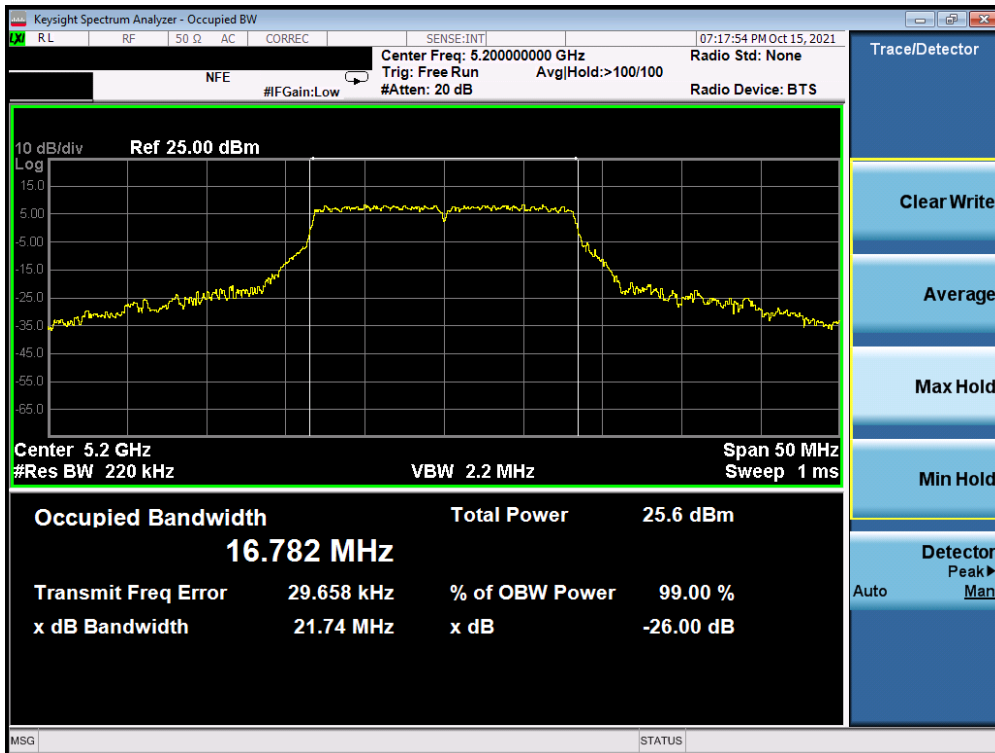 Keysight Spectrum Analyzer - Occupied BW
LXI RL RF 50 Ω AC CORREC SENSE:INT 07:17:54 PM Oct 15, 2021
Center Freq: 5.200000000 GHz Radio Std: None
NFE Trig: Free Run Avg|Hold:>100/100
#IFGain:Low #Atten: 20 dB Radio Device: BTS
Trace/Detector
10 dB/div Ref 25.00 dBm
Log
15.0
5.00
-5.00
-15.0
-25.0
-35.0
-45.0
-55.0
-65.0
Center 5.2 GHz Span 50 MHz
#Res BW 220 kHz VBW 2.2 MHz Sweep 1 ms
Occupied Bandwidth Total Power 25.6 dBm
16.782 MHz
Transmit Freq Error 29.658 kHz % of OBW Power 99.00 %
x dB Bandwidth 21.74 MHz x dB -26.00 dB
Clear Write
Average
Max Hold
Min Hold
Detector
Peak▶
Auto Man
MSG STATUS